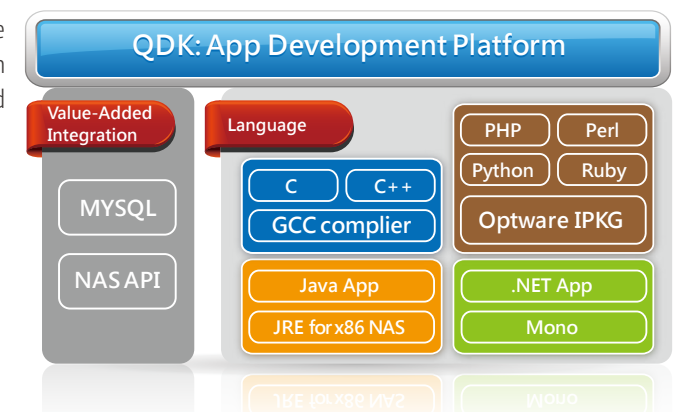 e
n
d
QDK: App Development Platform
Value-Added
Integration
MYSQL
NAS API
Language
C
C++
GCC complier
PHP
Perl
Python
Ruby
Optware IPKG
Java App
JRE for x86 NAS
.NET App
Mono